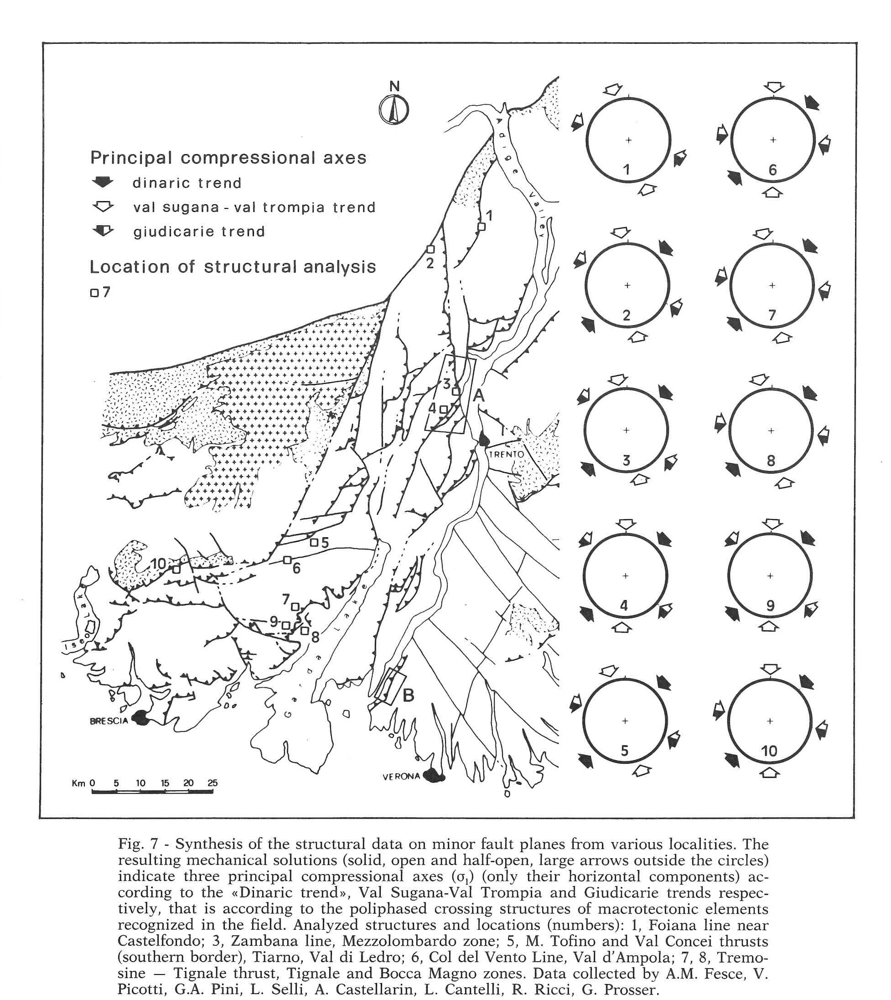 N
Principal compressional axes
dinaric trend
val sugana - val trompia trend
giudicarie trend
Location of structural analysis
7
Adige Valley
1
2
3
A
4
TRENTO
5
10
6
7
9
8
Iseo Lake
Garda Lake
B
BRESCIA
VERONA
Km 0 5 10 15 20 25
1
6
2
7
3
8
4
9
5
10
Fig. 7 - Synthesis of the structural data on minor fault planes from various localities. The
resulting mechanical solutions (solid, open and half-open, large arrows outside the circles)
indicate three principal compressional axes (σ₁) (only their horizontal components) ac-
cording to the «Dinaric trend», Val Sugana-Val Trompia and Giudicarie trends respec-
tively, that is according to the poliphased crossing structures of macrotectonic elements
recognized in the field. Analyzed structures and locations (numbers): 1, Foiana line near
Castelfondo; 3, Zambana line, Mezzolombardo zone; 5, M. Tofino and Val Concei thrusts
(southern border), Tiarno, Val di Ledro; 6, Col del Vento Line, Val d'Ampola; 7, 8, Tremo-
sine — Tignale thrust, Tignale and Bocca Magno zones. Data collected by A.M. Fesce, V.
Picotti, G.A. Pini, L. Selli, A. Castellarin, L. Cantelli, R. Ricci, G. Prosser.